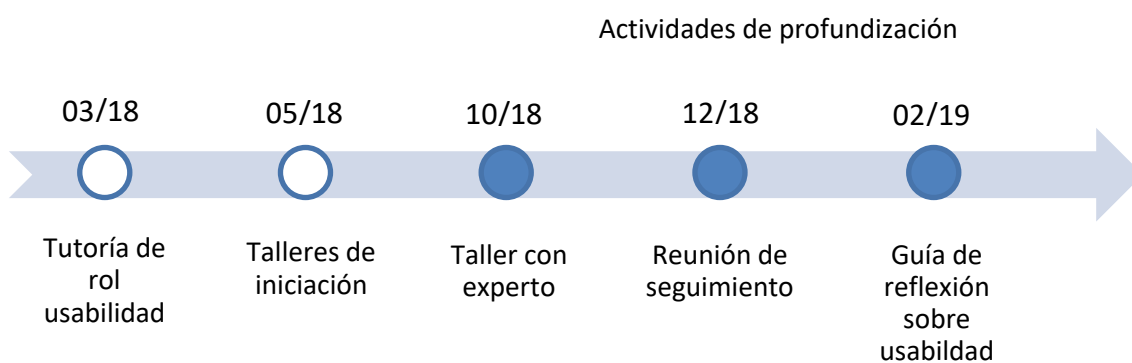 Actividades de profundización
03/18
05/18
10/18
12/18
02/19
Tutoría de
rol
usabilidad
Talleres de
iniciación
Taller con
experto
Reunión de
seguimiento
Guía de
reflexión
sobre
usabildad